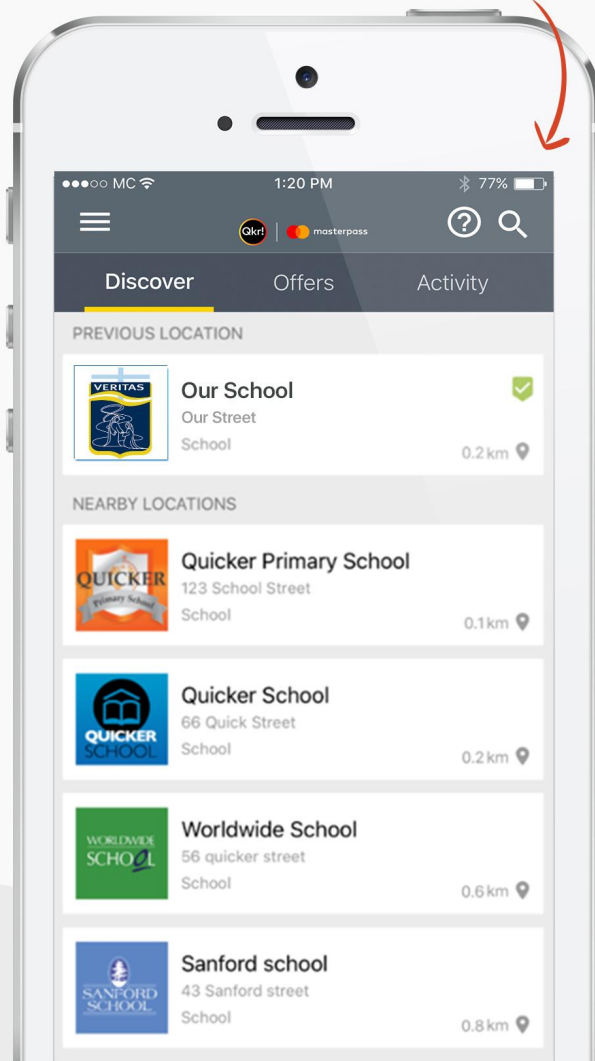 MC 1:20 PM 77%
Qkr! masterpass
Discover Offers Activity
PREVIOUS LOCATION
VERITAS
Our School
Our Street
School
0.2 km
NEARBY LOCATIONS
QUICKER
Primary School
Quicker Primary School
123 School Street
School
0.1 km
QUICKER
SCHOOL
Quicker School
66 Quick Street
School
0.2 km
WORLDWIDE
SCHOOL
Worldwide School
56 quicker street
School
0.6 km
SANFORD
SCHOOL
Sanford school
43 Sanford street
School
0.8 km